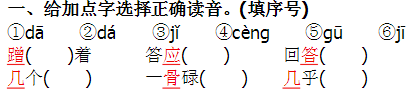 一、给加点字选择正确读音。(填序号)
①dā ②dá ③jǐ ④cèng ⑤gū ⑥jī
蹭( )着 答应( )。 回答( )
几个( ) 一骨碌( ) 几乎( )